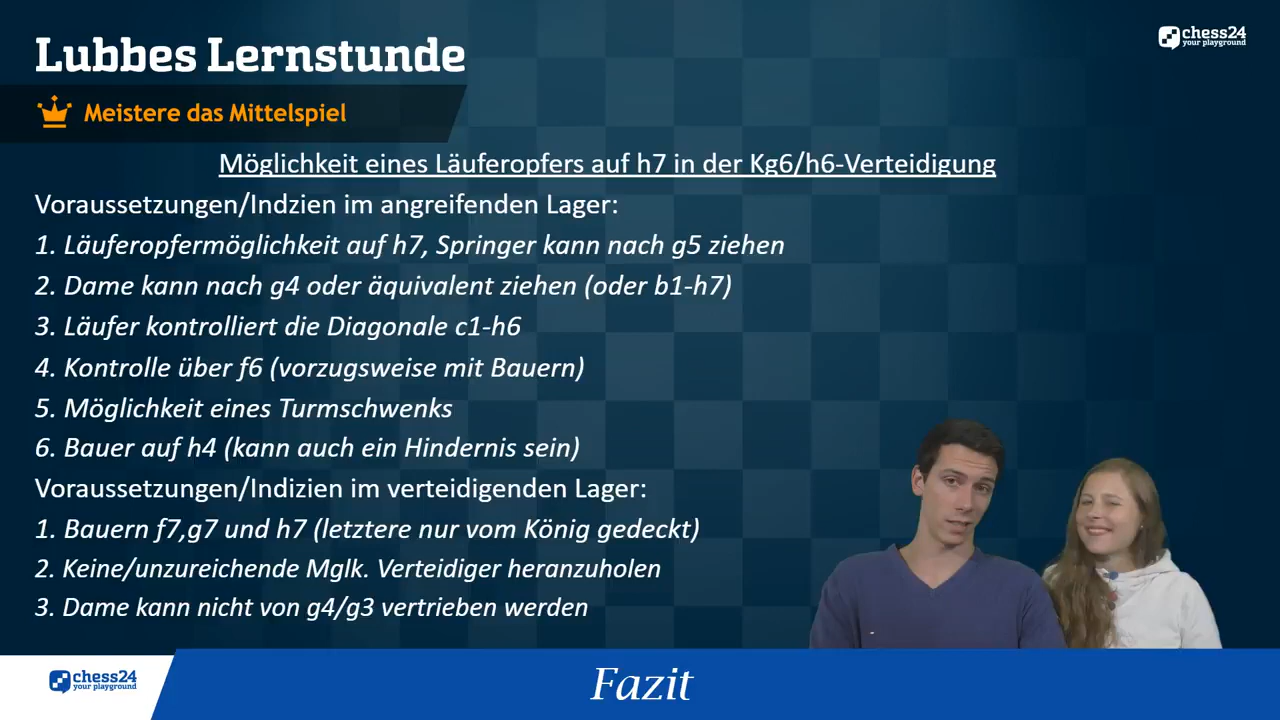 Lubbes Lernstunde
chess24
your playground
Meistere das Mittelspiel
Möglichkeit eines Läuferopfers auf h7 in der Kg6/h6-Verteidigung
Voraussetzungen/Indzien im angreifenden Lager:
1. Läuferopfermöglichkeit auf h7, Springer kann nach g5 ziehen
2. Dame kann nach g4 oder äquivalent ziehen (oder b1-h7)
3. Läufer kontrolliert die Diagonale c1-h6
4. Kontrolle über f6 (vorzugsweise mit Bauern)
5. Möglichkeit eines Turmschwenks
6. Bauer auf h4 (kann auch ein Hindernis sein)
Voraussetzungen/Indizien im verteidigenden Lager:
1. Bauern f7,g7 und h7 (letztere nur vom König gedeckt)
2. Keine/unzureichende Mglk. Verteidiger heranzuholen
3. Dame kann nicht von g4/g3 vertrieben werden
chess24
your playground
Fazit